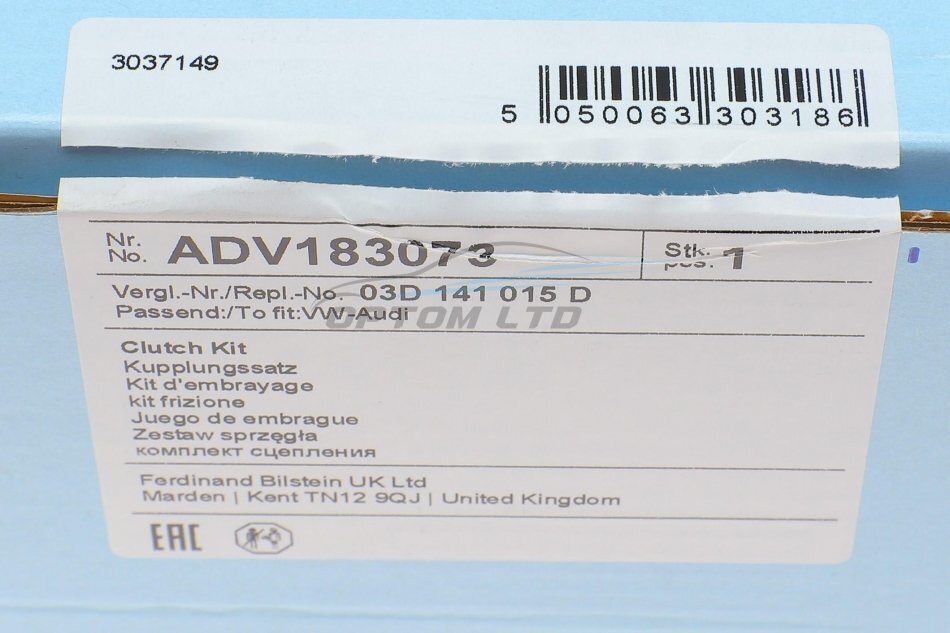 3037149
5 050063 303186
Nr.
No. ADV183073
Stk.
pcs. 1
Vergl.-Nr./Repl.-No. 03D 141 015 D
Passend:/To fit:VW-Audi
OPTOM LTD
Clutch Kit
Kupplungssatz
Kit d'embrayage
kit frizione
Juego de embrague
Zestaw sprzęgła
комплект сцепления
Ferdinand Bilstein UK Ltd
Marden | Kent TN12 9QJ | United Kingdom
EAC